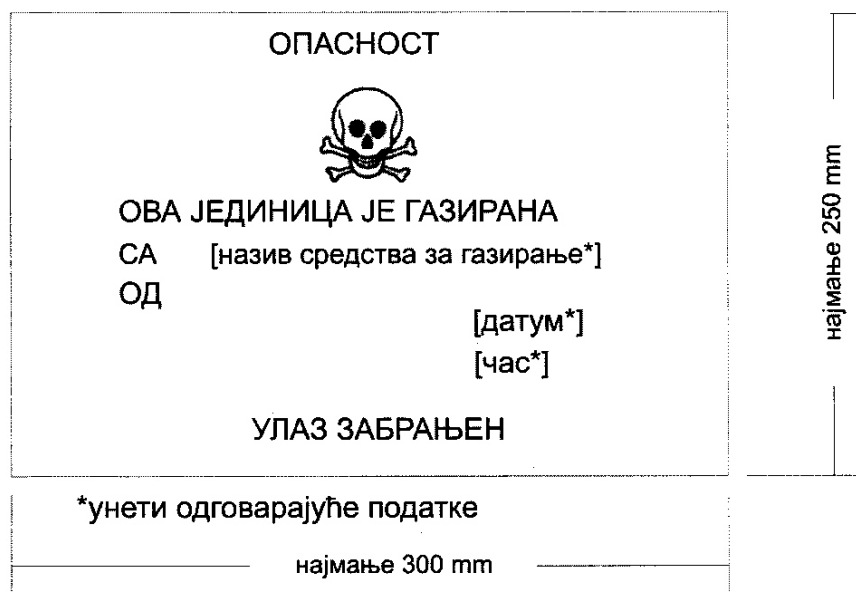 ОПАСНОСТ
ОВА ЈЕДИНИЦА ЈЕ ГАЗИРАНА
СА [назив средства за газирање*]
ОД
[датум*]
[час*]
УЛАЗ ЗАБРАЊЕН
најмање 250 mm
*унети одговарајуће податке
најмање 300 mm